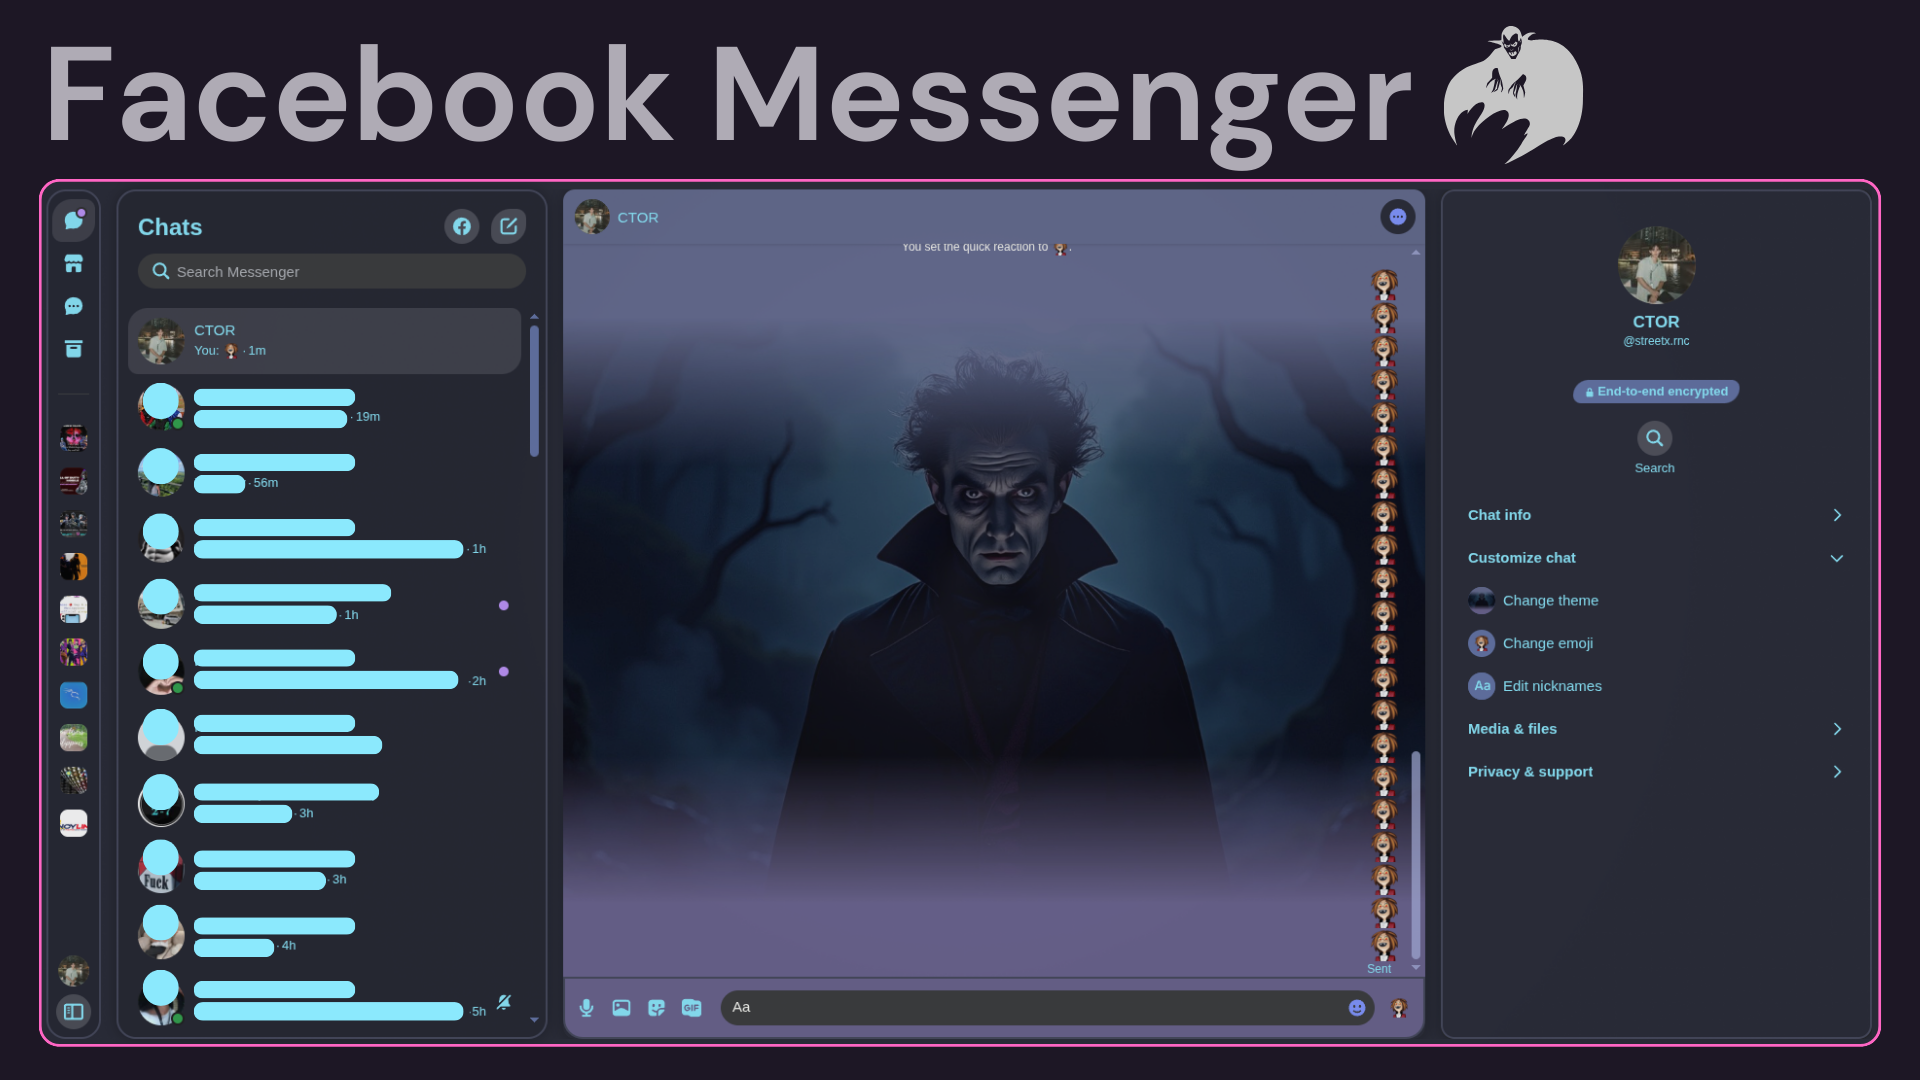 Facebook Messenger
Chats
Search Messenger
CTOR
You: · 1m
· 19m
· 56m
· 1h
· 1h
· 2h
· 3h
Fuck
· 3h
· 4h
· 5h
CTOR
You set the quick reaction to .
Sent
GIF
Aa
CTOR
@streetx.rnc
End-to-end encrypted
Search
Chat info
Customize chat
Change theme
Change emoji
Aa Edit nicknames
Media & files
Privacy & support